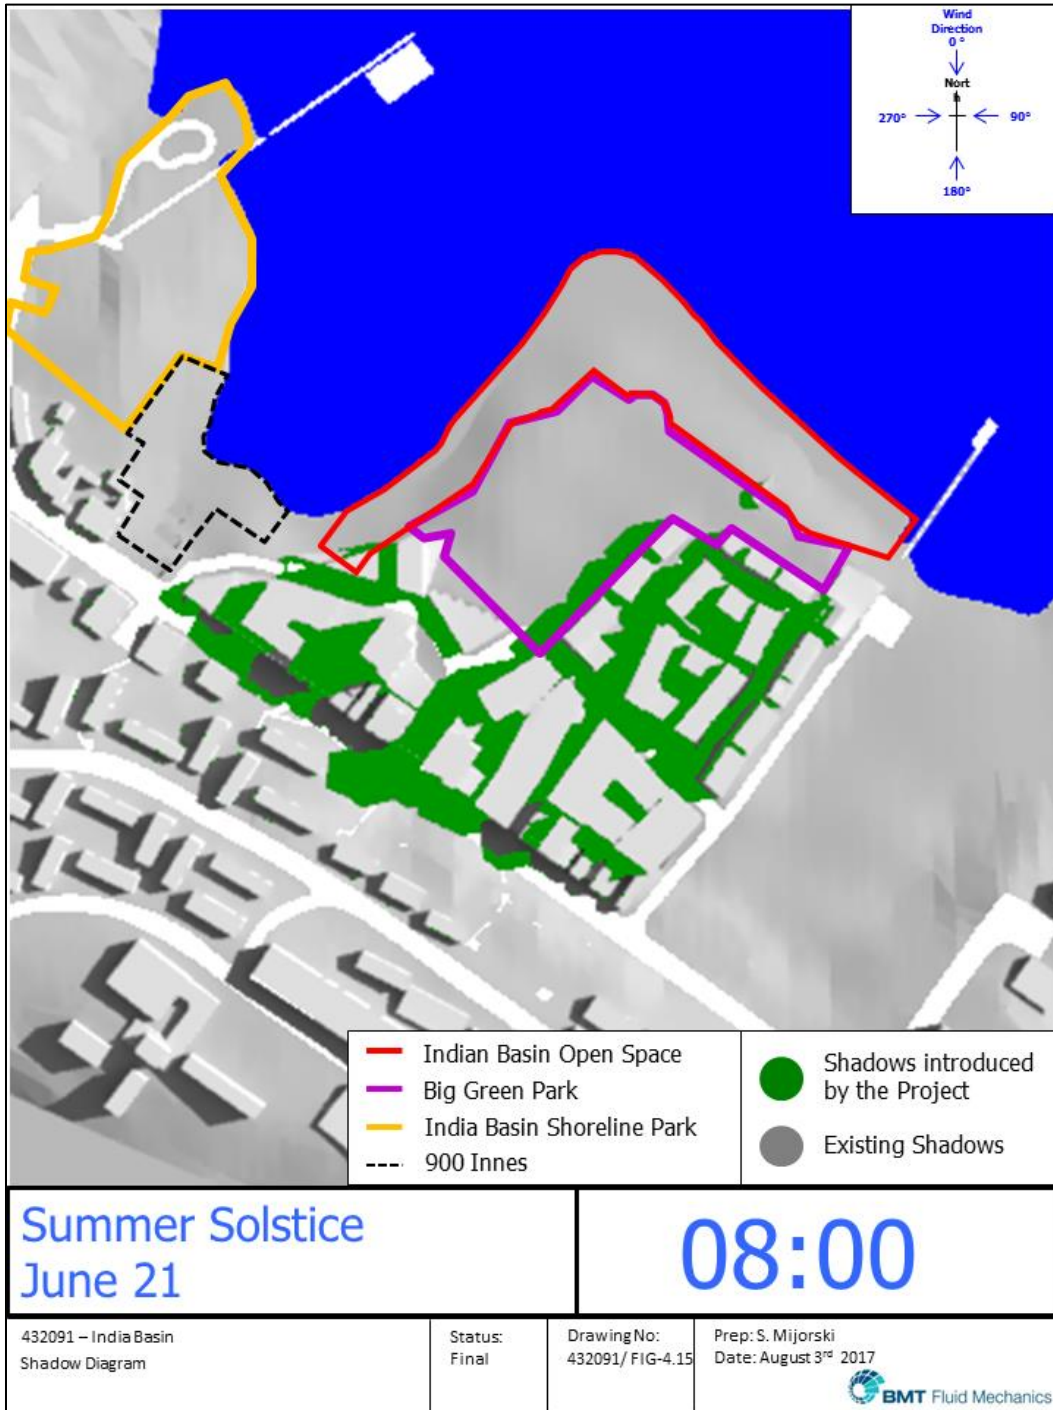 Wind
Direction
0 °
Nort
h
270°
90°
180°
Indian Basin Open Space
Big Green Park
India Basin Shoreline Park
900 Innes
Shadows introduced
by the Project
Existing Shadows
Summer Solstice
June 21
08:00
432091 – India Basin
Shadow Diagram
Status:
Final
Drawing No:
432091/ FIG-4.15
Prep: S. Mijorski
Date: August 3rd 2017
BMT Fluid Mechanics